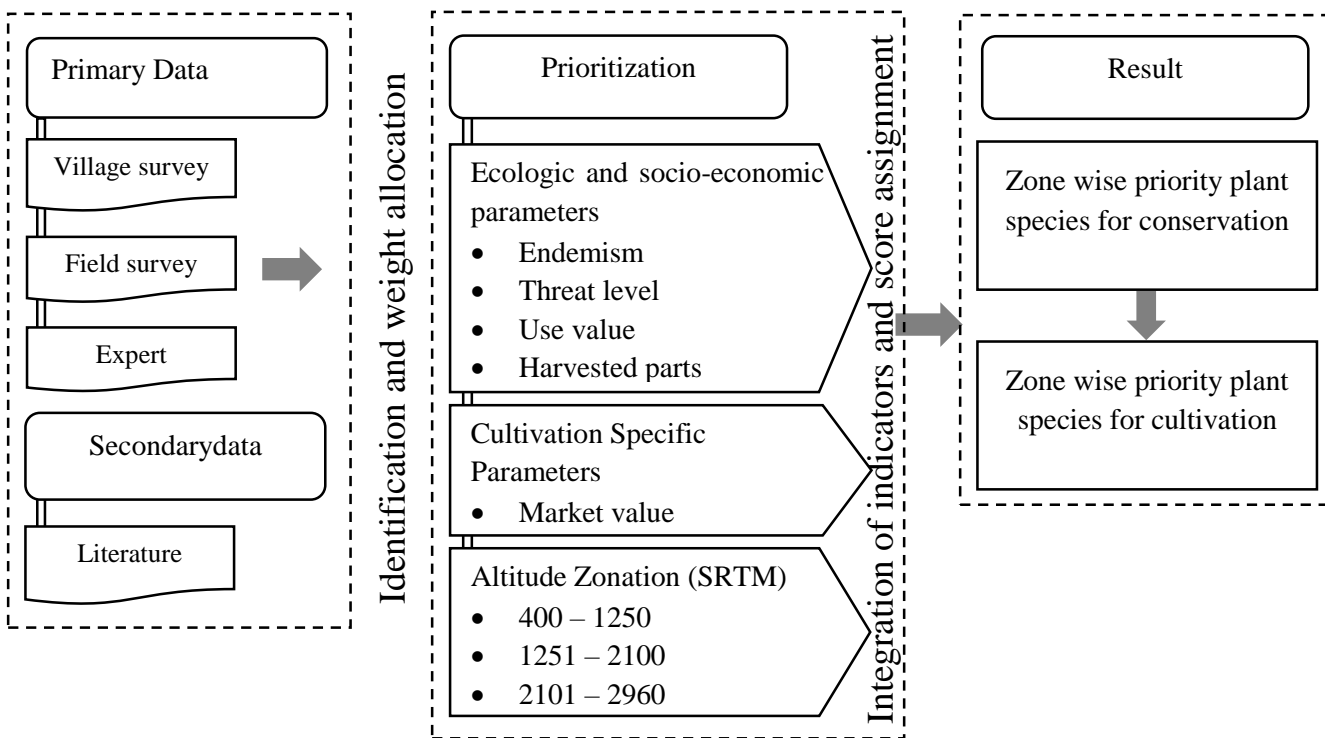 Primary Data
Village survey
Field survey
Expert
Secondarydata
Literature
Identification and weight allocation
Prioritization
Ecologic and socio-economic
parameters
• Endemism
• Threat level
• Use value
• Harvested parts
Cultivation Specific
Parameters
• Market value
Altitude Zonation (SRTM)
• 400 – 1250
• 1251 – 2100
• 2101 – 2960
Integration of indicators and score assignment
Result
Zone wise priority plant
species for conservation
Zone wise priority plant
species for cultivation